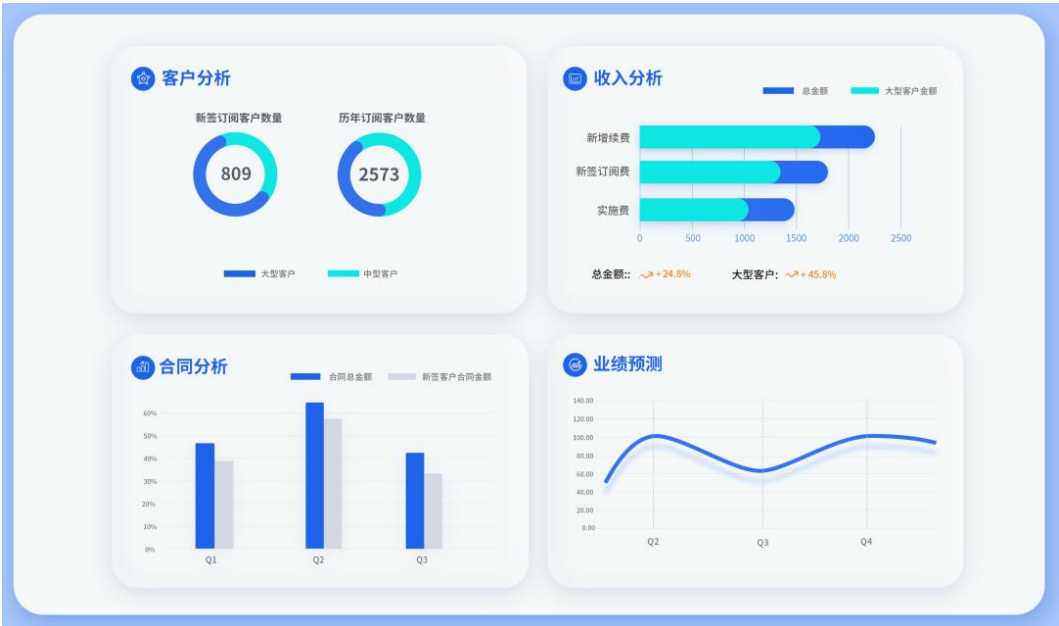 客户分析
新签订阅客户数量
历年订阅客户数量
809
2573
大型客户
中型客户
收入分析
总金额
大型客户金额
新增续费
新签订阅费
实施费
0
500
1000
1500
2000
2500
总金额::
+24.8%
大型客户:
+45.8%
合同分析
合同总金额
新签客户合同金额
60%
50%
40%
30%
20%
10%
0%
Q1
Q2
Q3
业绩预测
140.00
120.00
100.00
80.00
60.00
40.00
20.00
0.00
Q2
Q3
Q4